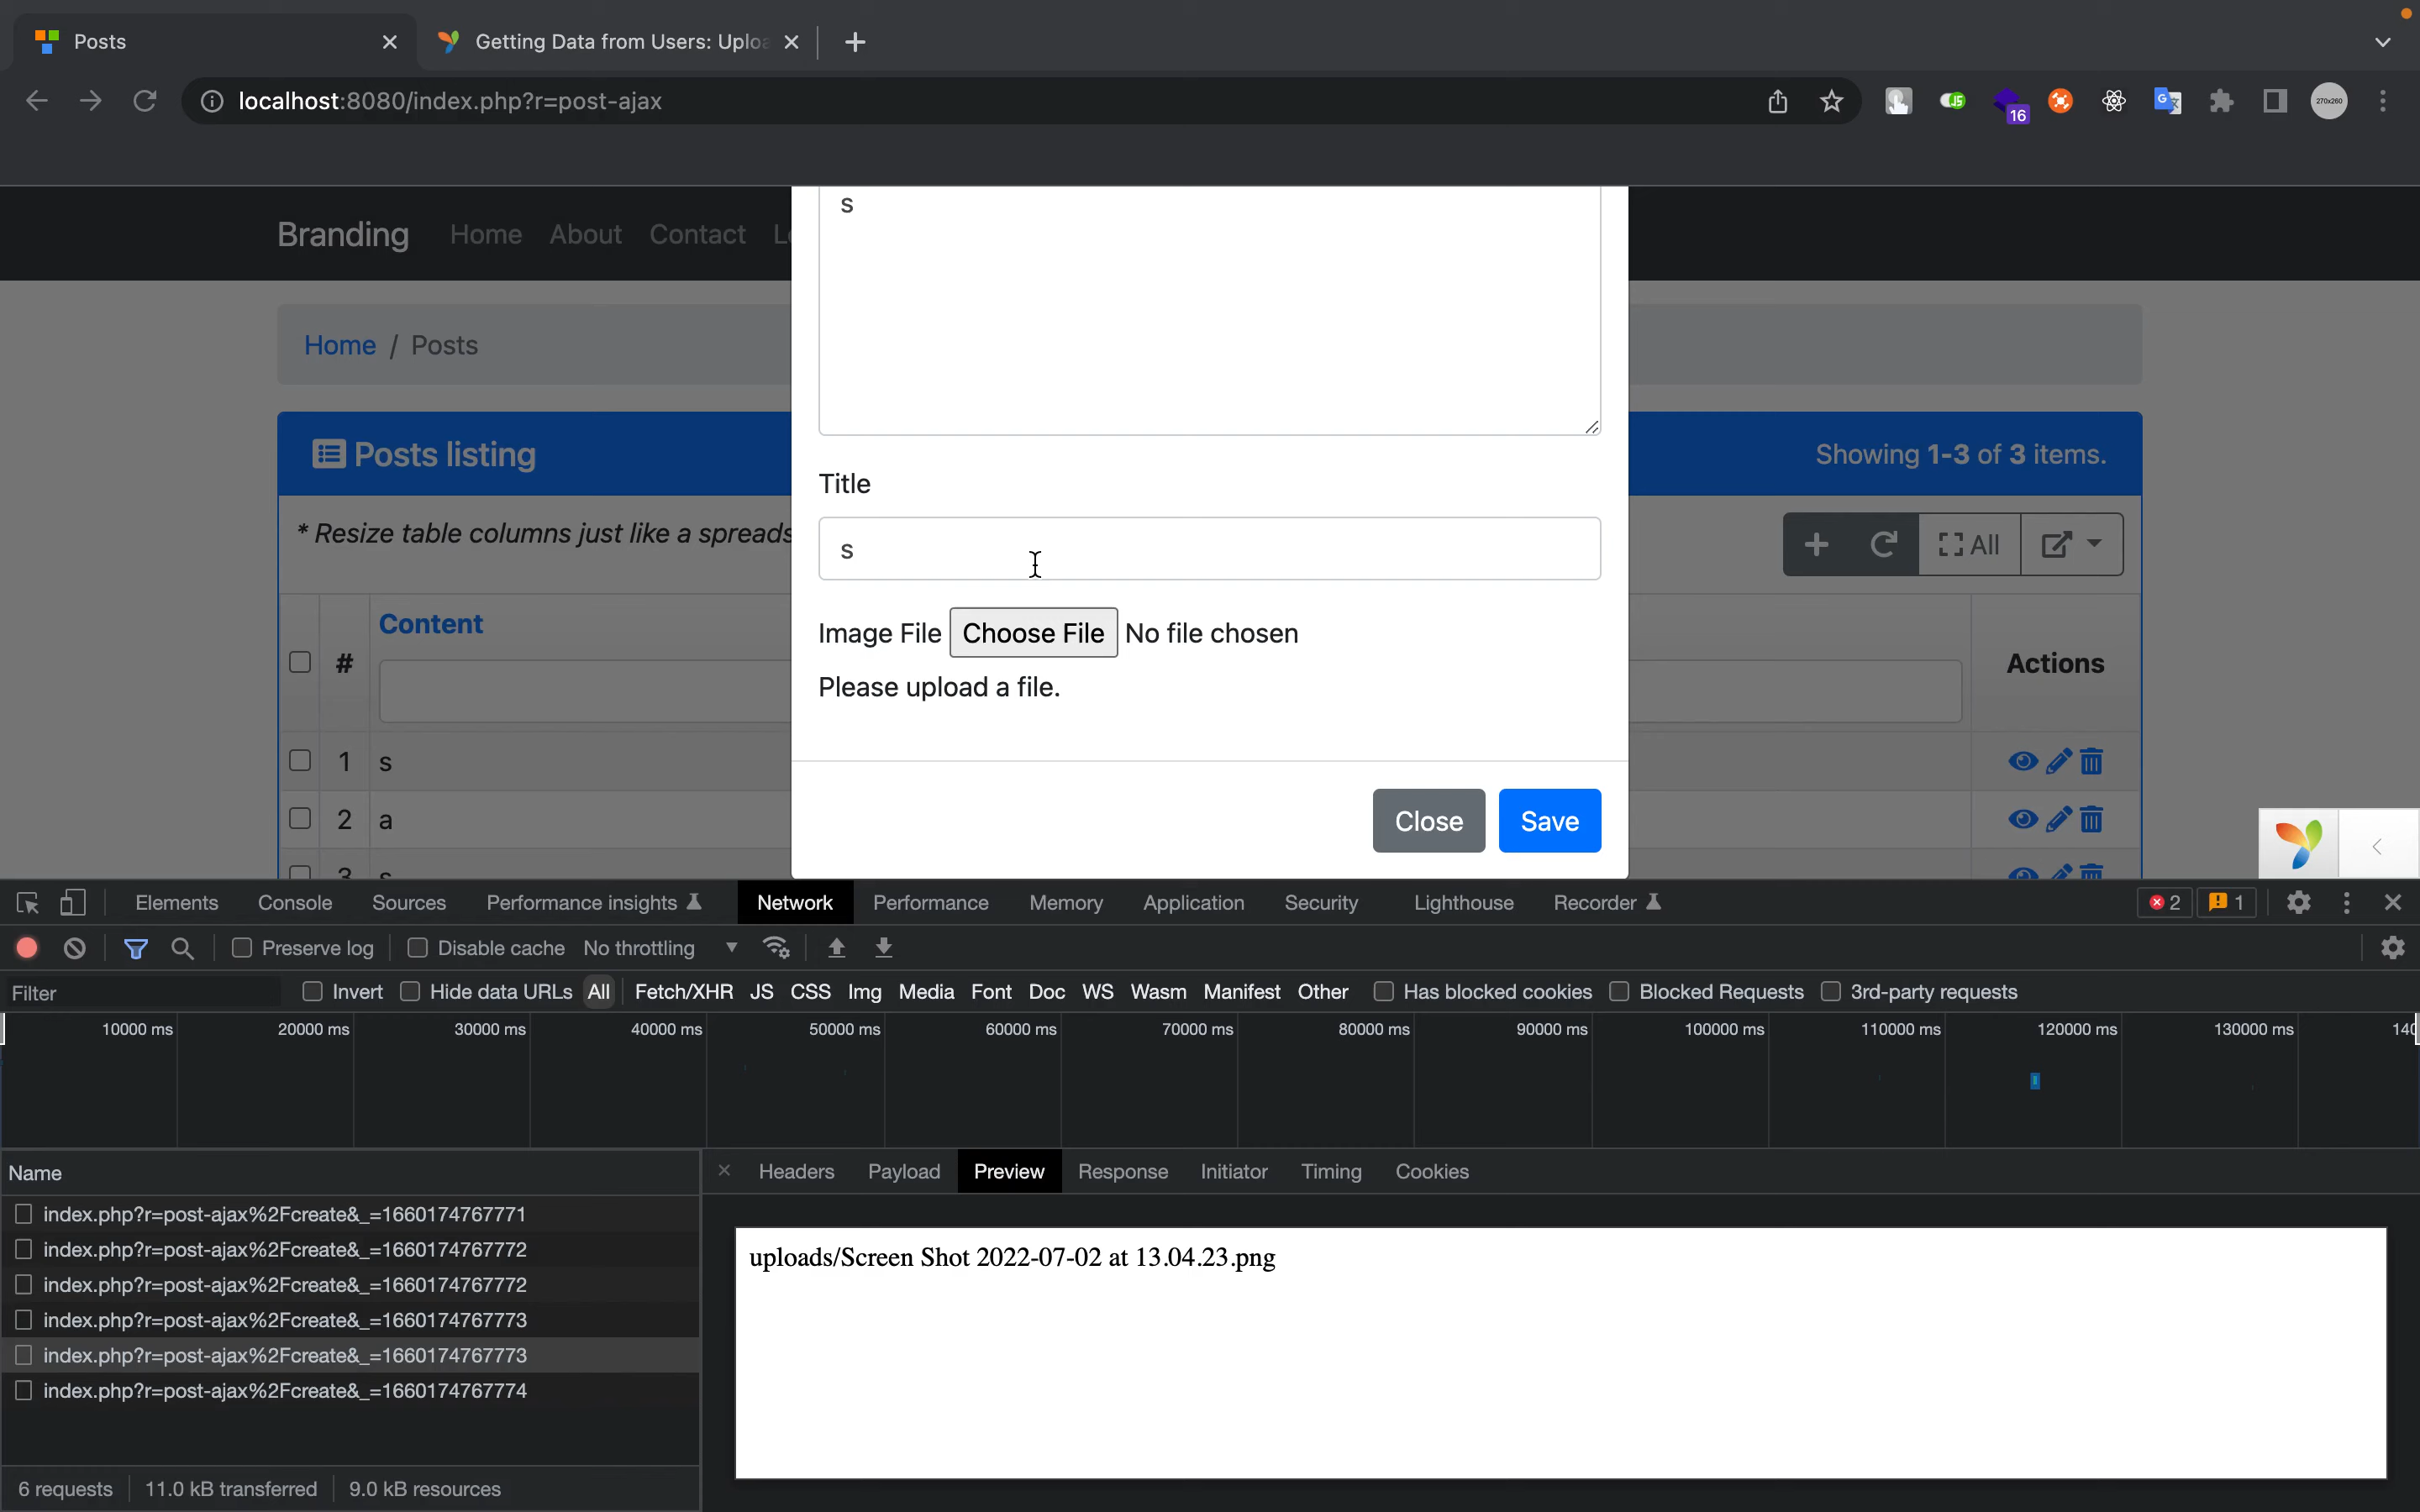 Posts
Getting Data from Users: Uploa
localhost:8080/index.php?r=post-ajax
16
270x260
Branding Home About Contact
s
Home / Posts
Posts listing
Showing 1-3 of 3 items.
Title
* Resize table columns just like a spreads
s
All
Content
Image File Choose File No file chosen
#
Actions
Please upload a file.
1 s
2 a
3 s
Close Save
Elements Console Sources Performance insights Network Performance Memory Application Security Lighthouse Recorder 2 1
Preserve log Disable cache No throttling
Filter Invert Hide data URLs All Fetch/XHR JS CSS Img Media Font Doc WS Wasm Manifest Other Has blocked cookies Blocked Requests 3rd-party requests
10000 ms 20000 ms 30000 ms 40000 ms 50000 ms 60000 ms 70000 ms 80000 ms 90000 ms 100000 ms 110000 ms 120000 ms 130000 ms
Name
Headers Payload Preview Response Initiator Timing Cookies
index.php?r=post-ajax%2Fcreate&_=1660174767771
index.php?r=post-ajax%2Fcreate&_=1660174767772
index.php?r=post-ajax%2Fcreate&_=1660174767772
index.php?r=post-ajax%2Fcreate&_=1660174767773
index.php?r=post-ajax%2Fcreate&_=1660174767773
index.php?r=post-ajax%2Fcreate&_=1660174767774
uploads/Screen Shot 2022-07-02 at 13.04.23.png
6 requests 11.0 kB transferred 9.0 kB resources